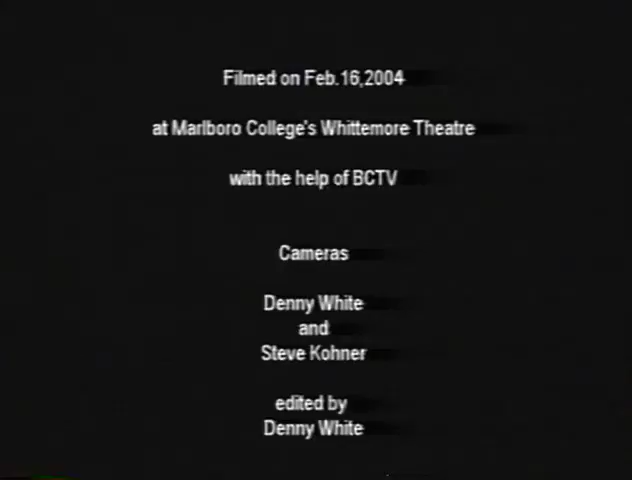 Filmed on Feb.16,2004
at Marlboro College's Whittemore Theatre
with the help of BCTV
Cameras
Denny White
and
Steve Kohner
edited by
Denny White